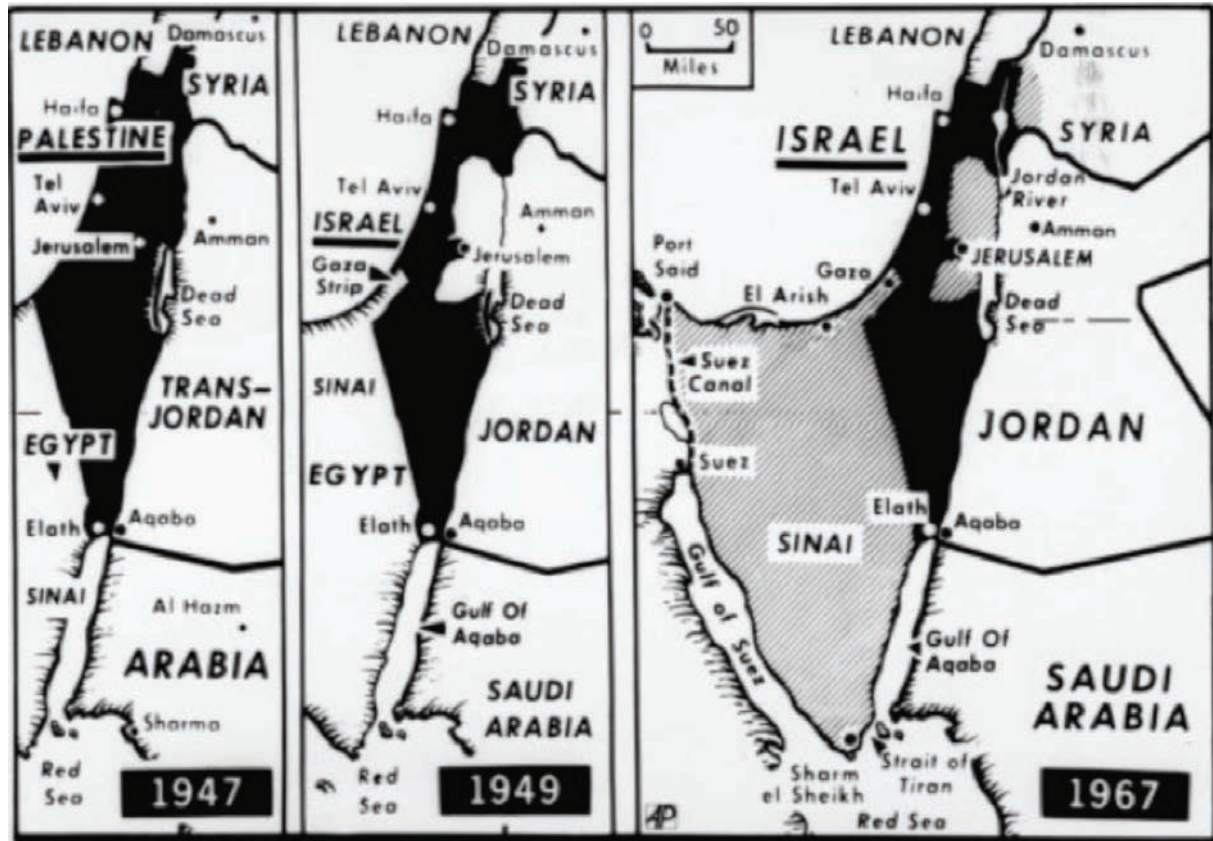 LEBANON
Damascus
SYRIA
Haifa
PALESTINE
Tel
Aviv
Jerusalem
Amman
Dead
Sea
TRANS-
JORDAN
EGYPT
Elath
Aqaba
SINAI
Al Hazm
ARABIA
Sharma
Red
Sea
1947
LEBANON
Damascus
SYRIA
Haifa
Tel Aviv
ISRAEL
Amman
Jerusalem
Gaza
Strip
Dead
Sea
SINAI
JORDAN
EGYPT
Elath
Aqaba
Gulf Of
Aqaba
SAUDI
ARABIA
Red
Sea
1949
0 50
Miles
LEBANON
Damascus
Haifa
ISRAEL
SYRIA
Tel Aviv
Jordan
River
Amman
Port
Said
JERUSALEM
Gaza
El Arish
Dead
Sea
Suez
Canal
JORDAN
Suez
Elath
Aqaba
SINAI
Gulf of Suez
Gulf Of
Aqaba
SAUDI
ARABIA
Strait of
Tiran
Sharm
el Sheikh
Red Sea
AP
1967